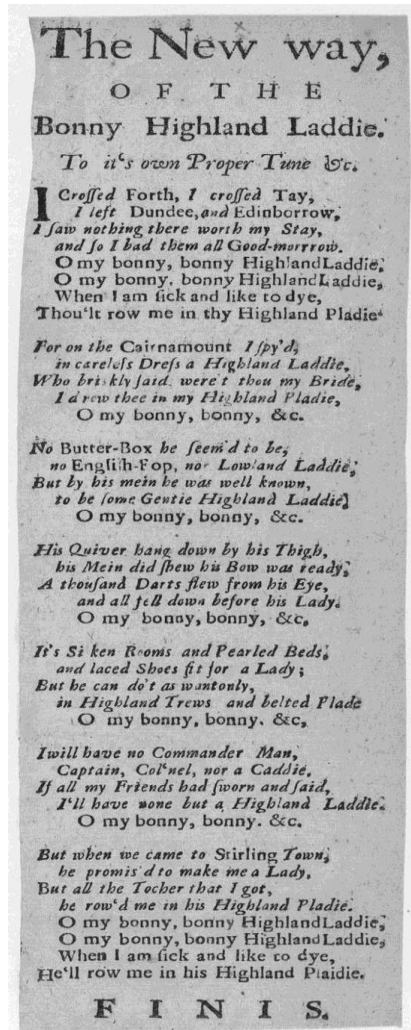 The New way,
OF THE
Bonny Highland Laddie.
To it's own Proper Tune &c.
I Croſſed Forth, I croſſed Tay,
I left Dundee, and Edinborrow,
I ſaw nothing there worth my Stay,
and ſo I bad them all Good-morrrow.
O my bonny, bonny Highland Laddie,
O my bonny, bonny Highland Laddie,
When I am ſick and like to dye,
Thou'lt row me in thy Highland Pladie.
For on the Cairnamount I ſpy'd,
in careleſs Dreſs a Highland Laddie,
Who briskly ſaid, were't thou my Bride,
I'd row thee in my Highland Pladie,
O my bonny, bonny, &c.
No Butter-Box he ſeem'd to be,
no Engliſh-Fop, nor Lowland Laddie,
But by his mein he was well known,
to be ſome Gentie Highland Laddie,
O my bonny, bonny, &c.
His Quiver hang down by his Thigh,
his Mein did ſhew his Bow was ready,
A thouſand Darts flew from his Eye,
and all fell down before his Lady.
O my bonny, bonny, &c,
It's Si ken Rooms and Pearled Beds,
and laced Shoes fit for a Lady;
But he can do't as wantonly,
in Highland Trews and belted Plade
O my bonny, bonny. &c,
I will have no Commander Man,
Captain, Col'nel, nor a Caddie,
If all my Friends had ſworn and ſaid,
I'll have none but a Highland Laddie.
O my bonny, bonny. &c.
But when we came to Stirling Town,
he promis'd to make me a Lady,
But all the Tocher that I got,
he row'd me in his Highland Pladie.
O my bonny, bonny Highland Laddie,
O my bonny, bonny Highland Laddie,
When I am ſick and like to dye,
He'll row me in his Highland Plaidie.
FINIS.